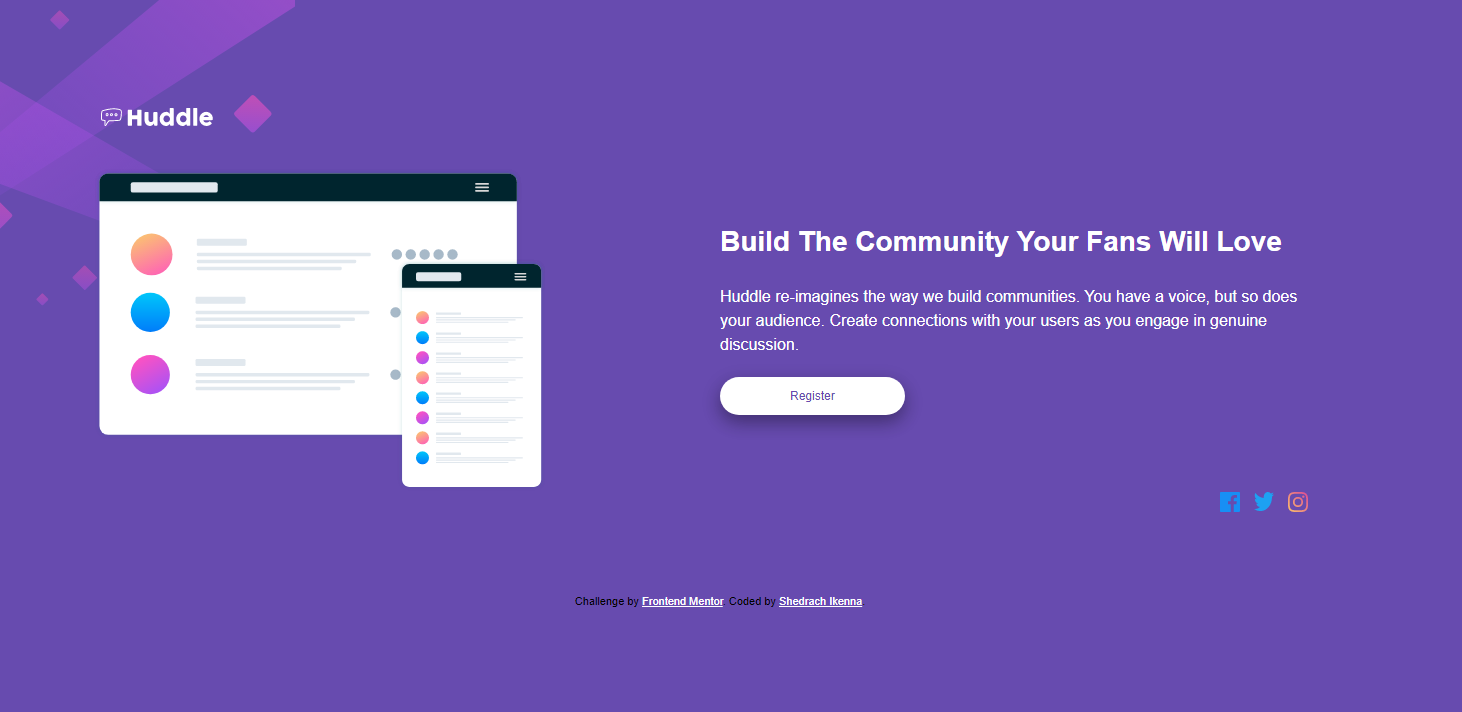 Huddle
Build The Community Your Fans Will Love
Huddle re-imagines the way we build communities. You have a voice, but so does
your audience. Create connections with your users as you engage in genuine
discussion.
Register
Challenge by Frontend Mentor Coded by Shedrach Ikenna